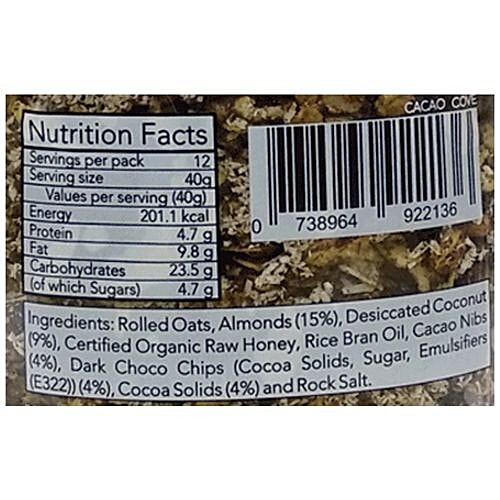 CACAO COVE
Nutrition Facts
Servings per pack 12
Serving size 40g
Values per serving (40g)
Energy 201.1 kcal
Protein 4.7 g
Fat 9.8 g
Carbohydrates 23.5 g
(of which Sugars) 4.7 g
0 738964 922136
Ingredients: Rolled Oats, Almonds (15%), Desiccated Coconut
(9%), Certified Organic Raw Honey, Rice Bran Oil, Cacao Nibs
(4%), Dark Choco Chips (Cocoa Solids, Sugar, Emulsifiers
(E322)) (4%), Cocoa Solids (4%) and Rock Salt.